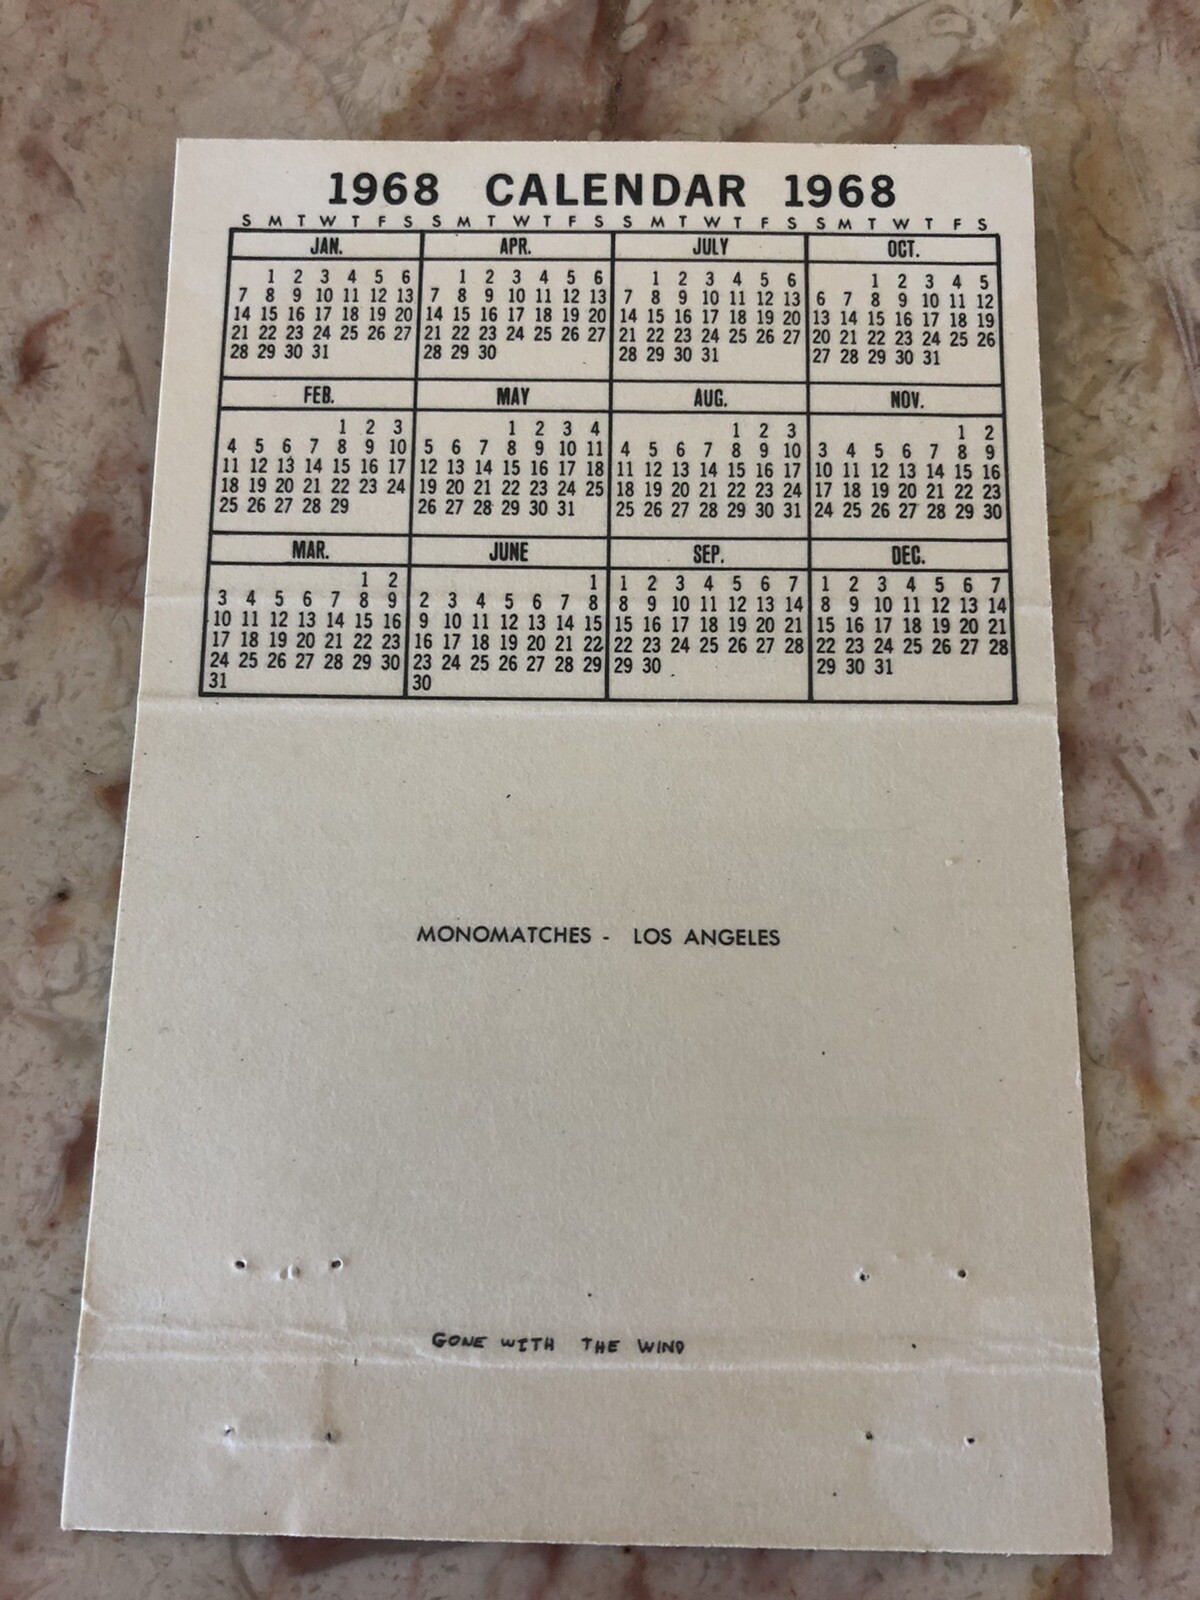 1968 CALENDAR 1968
S M T W T F S S M T W T F S S M T W T F S S M T W T F S
JAN.
1 2 3 4 5 6
7 8 9 10 11 12 13
14 15 16 17 18 19 20
21 22 23 24 25 26 27
28 29 30 31
FEB.
1 2 3
4 5 6 7 8 9 10
11 12 13 14 15 16 17
18 19 20 21 22 23 24
25 26 27 28 29
MAR.
1 2
3 4 5 6 7 8 9
10 11 12 13 14 15 16
17 18 19 20 21 22 23
24 25 26 27 28 29 30
31
APR.
1 2 3 4 5 6
7 8 9 10 11 12 13
14 15 16 17 18 19 20
21 22 23 24 25 26 27
28 29 30
MAY
1 2 3 4
5 6 7 8 9 10 11
12 13 14 15 16 17 18
19 20 21 22 23 24 25
26 27 28 29 30 31
JUNE
1
2 3 4 5 6 7 8
9 10 11 12 13 14 15
16 17 18 19 20 21 22
23 24 25 26 27 28 29
30
JULY
1 2 3 4 5 6
7 8 9 10 11 12 13
14 15 16 17 18 19 20
21 22 23 24 25 26 27
28 29 30 31
AUG.
1 2 3
4 5 6 7 8 9 10
11 12 13 14 15 16 17
18 19 20 21 22 23 24
25 26 27 28 29 30 31
SEP.
1 2 3 4 5 6 7
8 9 10 11 12 13 14
15 16 17 18 19 20 21
22 23 24 25 26 27 28
29 30
OCT.
1 2 3 4 5
6 7 8 9 10 11 12
13 14 15 16 17 18 19
20 21 22 23 24 25 26
27 28 29 30 31
NOV.
1 2
3 4 5 6 7 8 9
10 11 12 13 14 15 16
17 18 19 20 21 22 23
24 25 26 27 28 29 30
DEC.
1 2 3 4 5 6 7
8 9 10 11 12 13 14
15 16 17 18 19 20 21
22 23 24 25 26 27 28
29 30 31
MONOMATCHES - LOS ANGELES
GONE WITH THE WIND